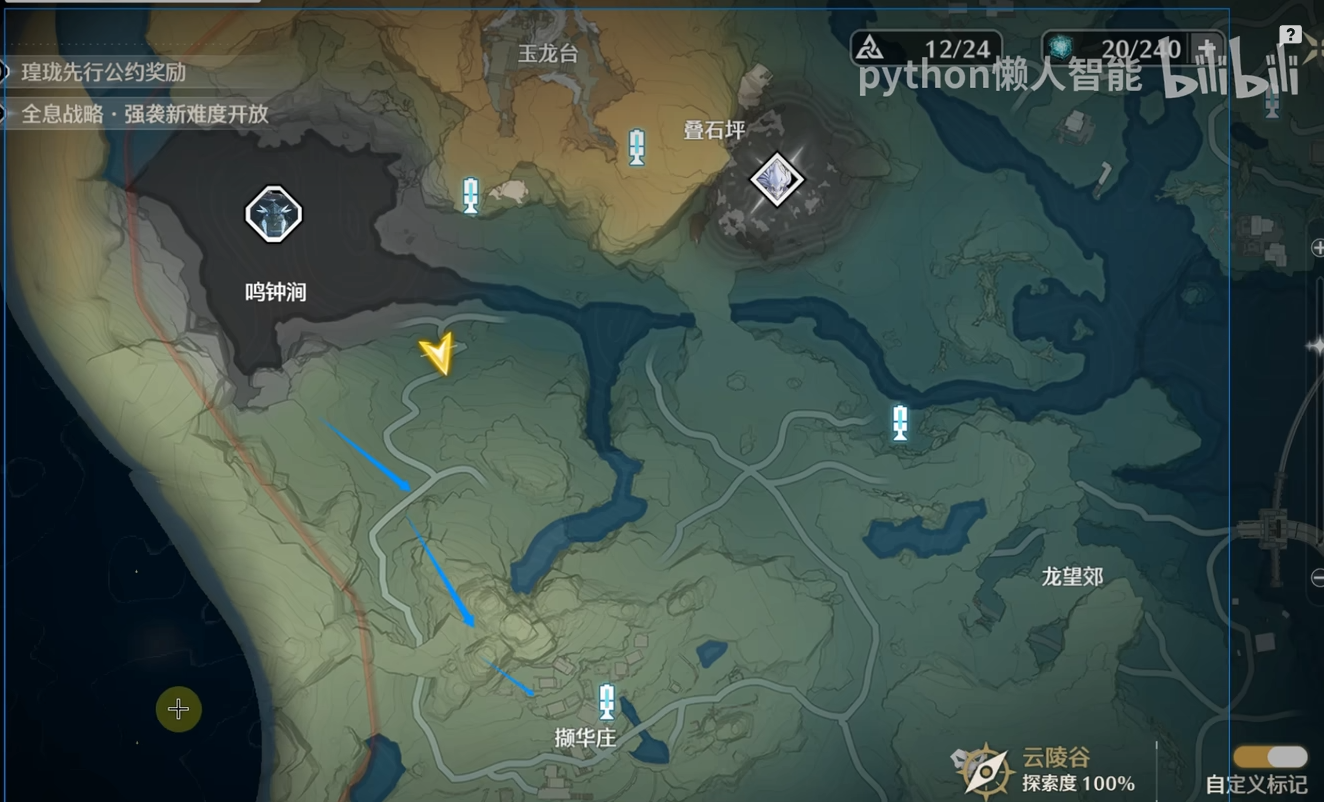 玉龙台
12/24
20/240
?
瑝珑先行公约奖励
python懒人智能 bilibili
全息战略·强袭新难度开放
叠石坪
鸣钟涧
龙望郊
撷华庄
云陵谷
探索度 100%
自定义标记